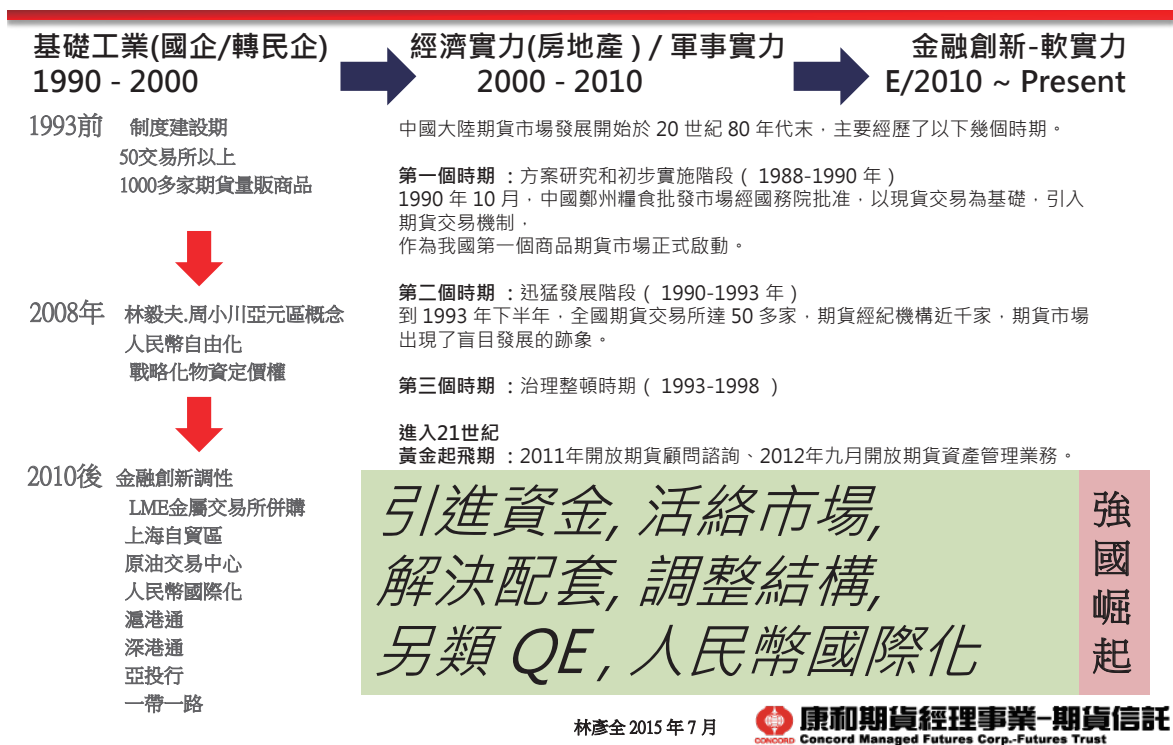 基礎工業(國企/轉民企)
1990 - 2000
經濟實力(房地產) / 軍事實力
2000 - 2010
金融創新-軟實力
E/2010 ~ Present
1993前 制度建設期
50交易所以上
1000多家期貨量販商品
2008年 林毅夫.周小川亞元區概念
人民幣自由化
戰略化物資定價權
2010後 金融創新調性
LME金屬交易所併購
上海自貿區
原油交易中心
人民幣國際化
滬港通
深港通
亞投行
一帶一路
中國大陸期貨市場發展開始於 20 世紀 80 年代末，主要經歷了以下幾個時期。
第一個時期 ：方案研究和初步實施階段 ( 1988-1990 年 )
1990 年 10 月，中國鄭州糧食批發市場經國務院批准，以現貨交易為基礎，引入
期貨交易機制，
作為我國第一個商品期貨市場正式啟動。
第二個時期 ：迅猛發展階段 ( 1990-1993 年 )
到 1993 年下半年，全國期貨交易所達 50 多家，期貨經紀機構近千家，期貨市場
出現了盲目發展的跡象。
第三個時期 ：治理整頓時期 ( 1993-1998 )
進入21世紀
黃金起飛期 ：2011年開放期貨顧問諮詢、2012年九月開放期貨資產管理業務。
引進資金, 活絡市場,
解決配套, 調整結構,
另類 QE , 人民幣國際化
強國崛起
林彥全 2015 年 7 月
CONCORD
康和期貨經理事業-期貨信託
Concord Managed Futures Corp.-Futures Trust